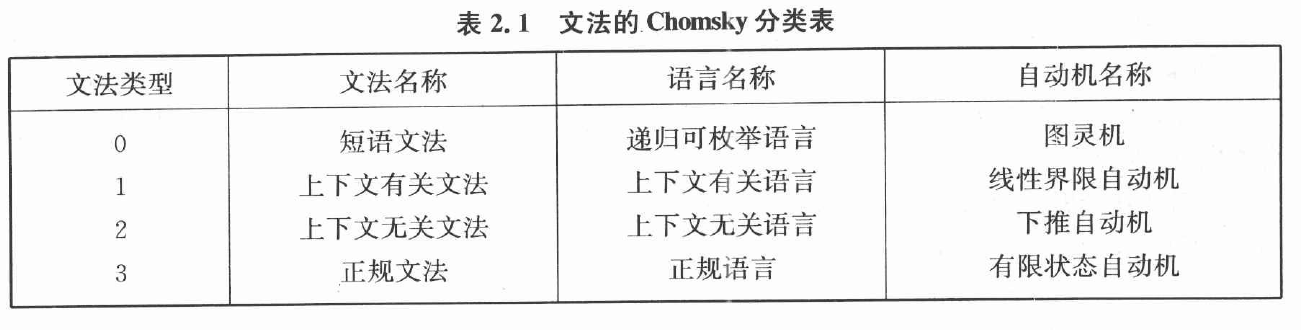 表 2.1 文法的 Chomsky 分类表
文法类型 文法名称 语言名称 自动机名称
0 短语文法 递归可枚举语言 图灵机
1 上下文有关文法 上下文有关语言 线性界限自动机
2 上下文无关文法 上下文无关语言 下推自动机
3 正规文法 正规语言 有限状态自动机